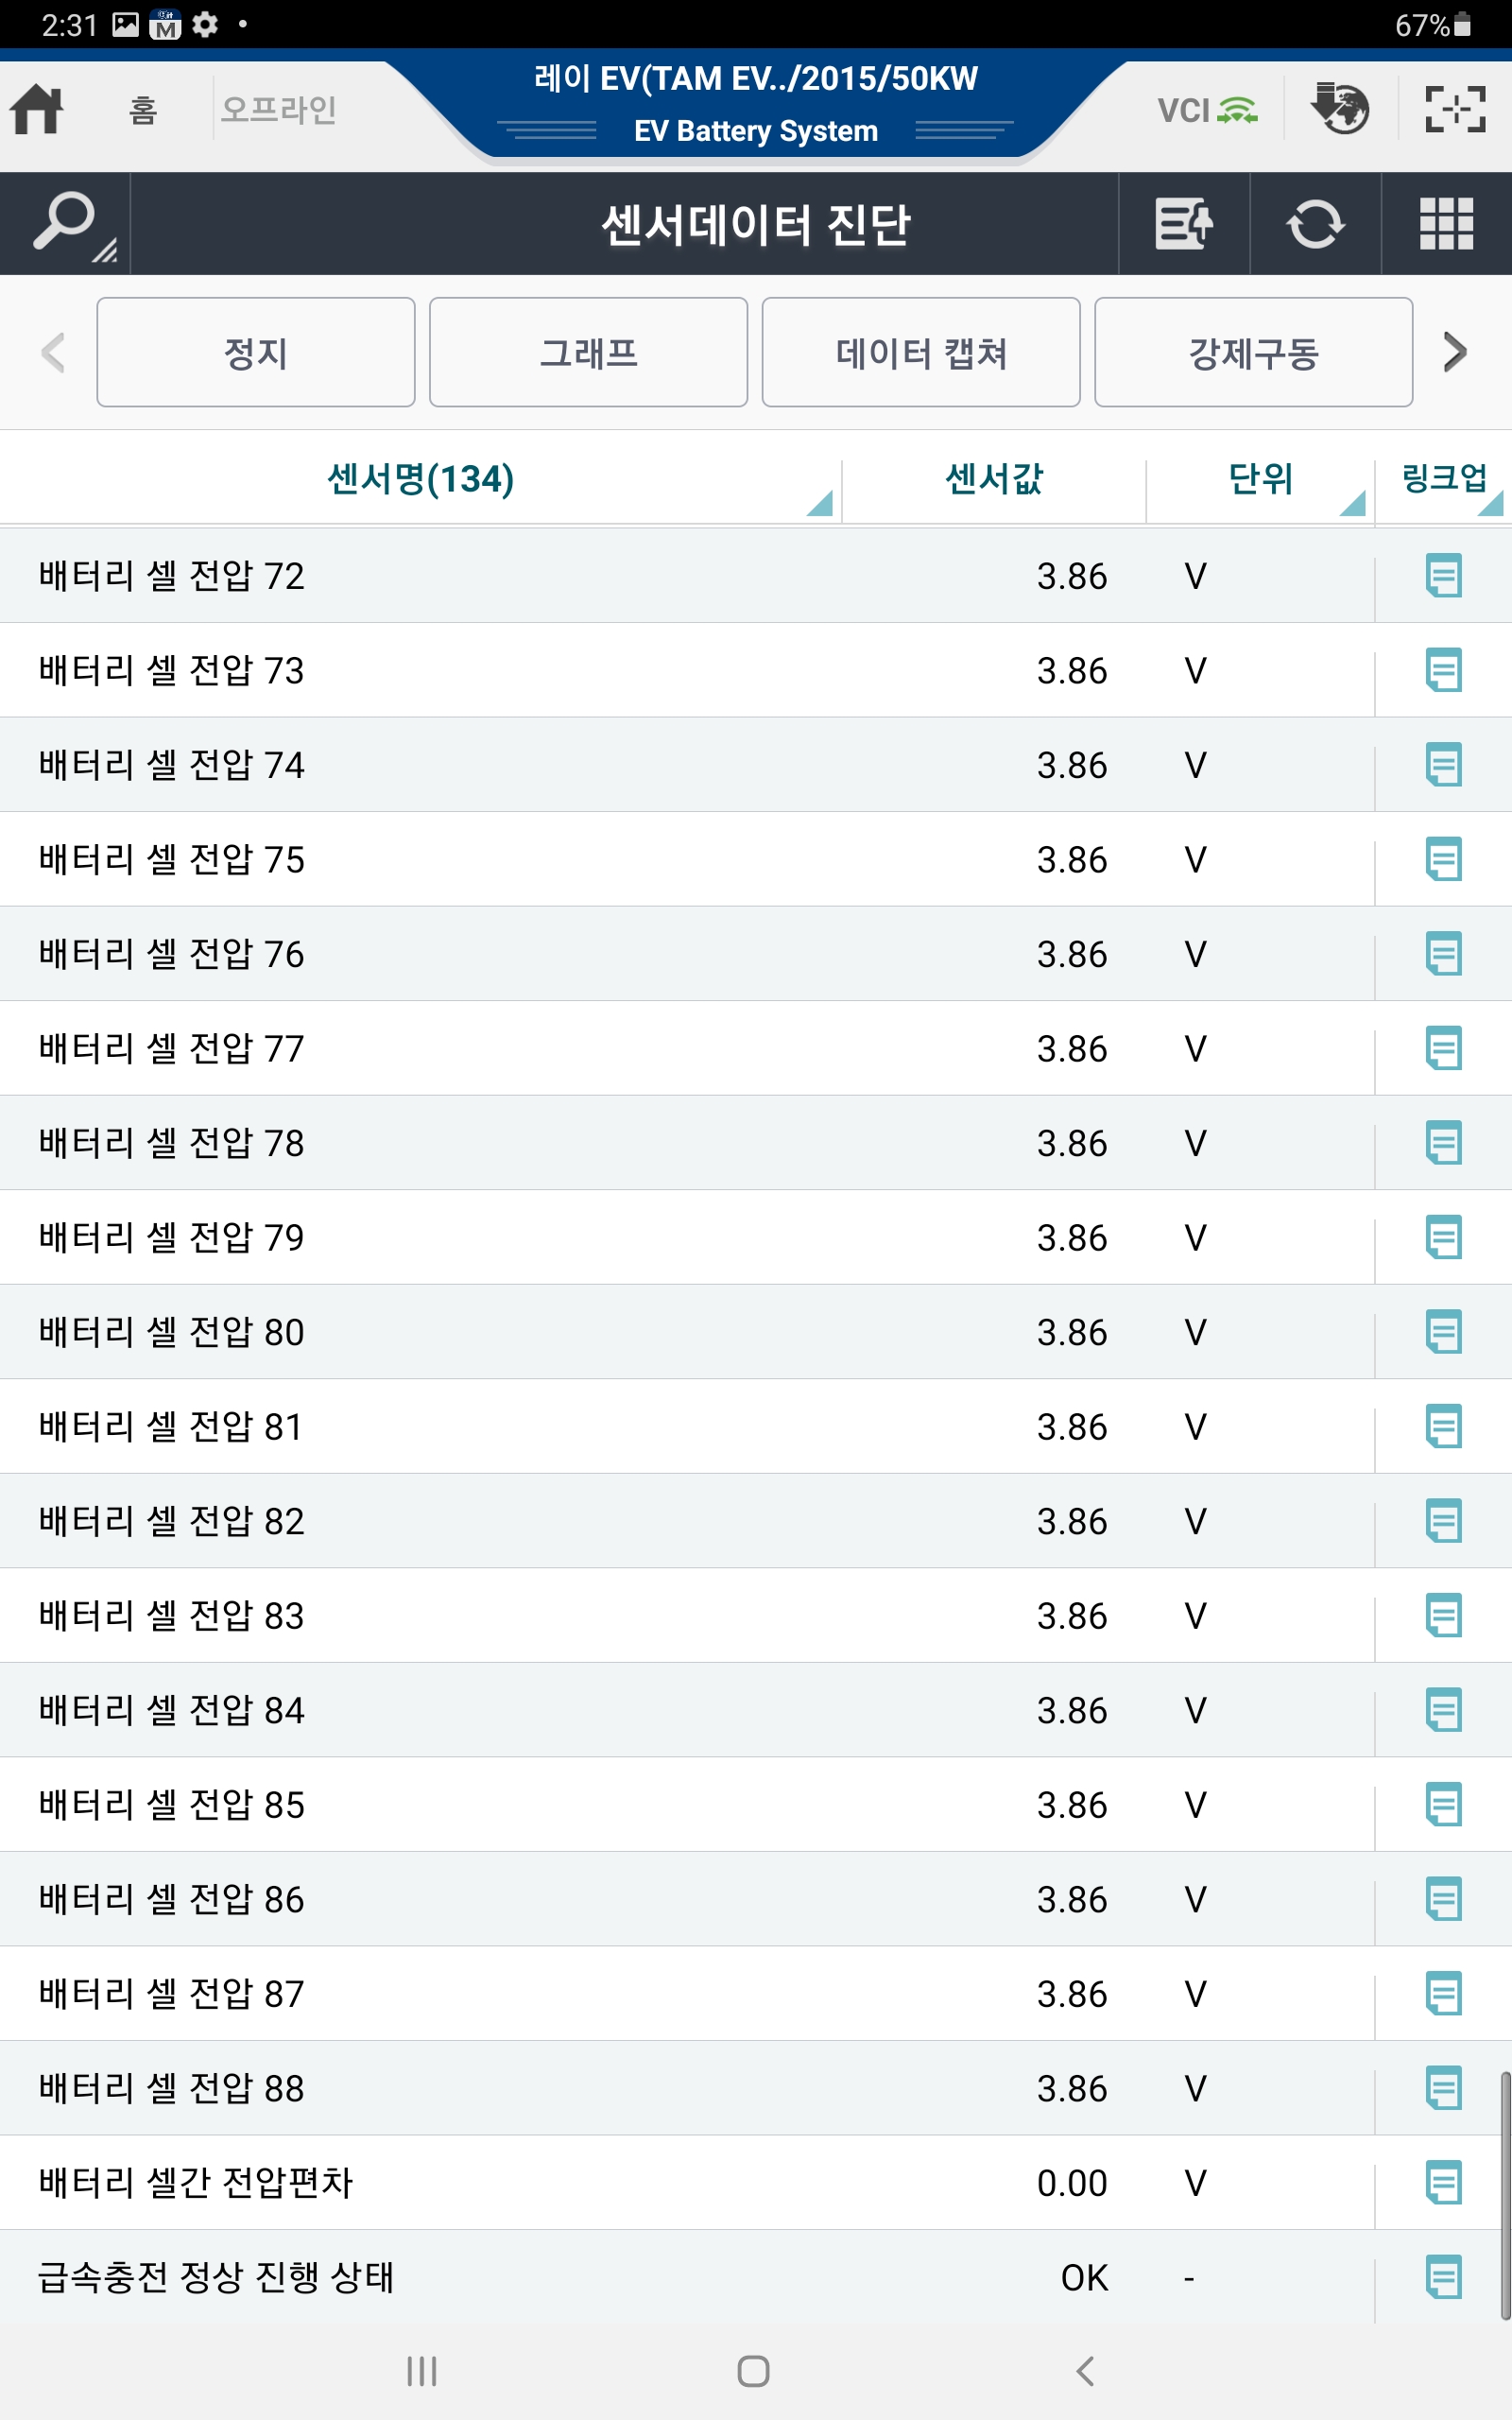 2:31
67%
홈
오프라인
레이 EV(TAM EV../2015/50KW
EV Battery System
VCI
센서데이터 진단
정지
그래프
데이터 캡쳐
강제구동
센서명(134) 센서값 단위 링크업
배터리 셀 전압 72 3.86 V
배터리 셀 전압 73 3.86 V
배터리 셀 전압 74 3.86 V
배터리 셀 전압 75 3.86 V
배터리 셀 전압 76 3.86 V
배터리 셀 전압 77 3.86 V
배터리 셀 전압 78 3.86 V
배터리 셀 전압 79 3.86 V
배터리 셀 전압 80 3.86 V
배터리 셀 전압 81 3.86 V
배터리 셀 전압 82 3.86 V
배터리 셀 전압 83 3.86 V
배터리 셀 전압 84 3.86 V
배터리 셀 전압 85 3.86 V
배터리 셀 전압 86 3.86 V
배터리 셀 전압 87 3.86 V
배터리 셀 전압 88 3.86 V
배터리 셀간 전압편차 0.00 V
급속충전 정상 진행 상태 OK -